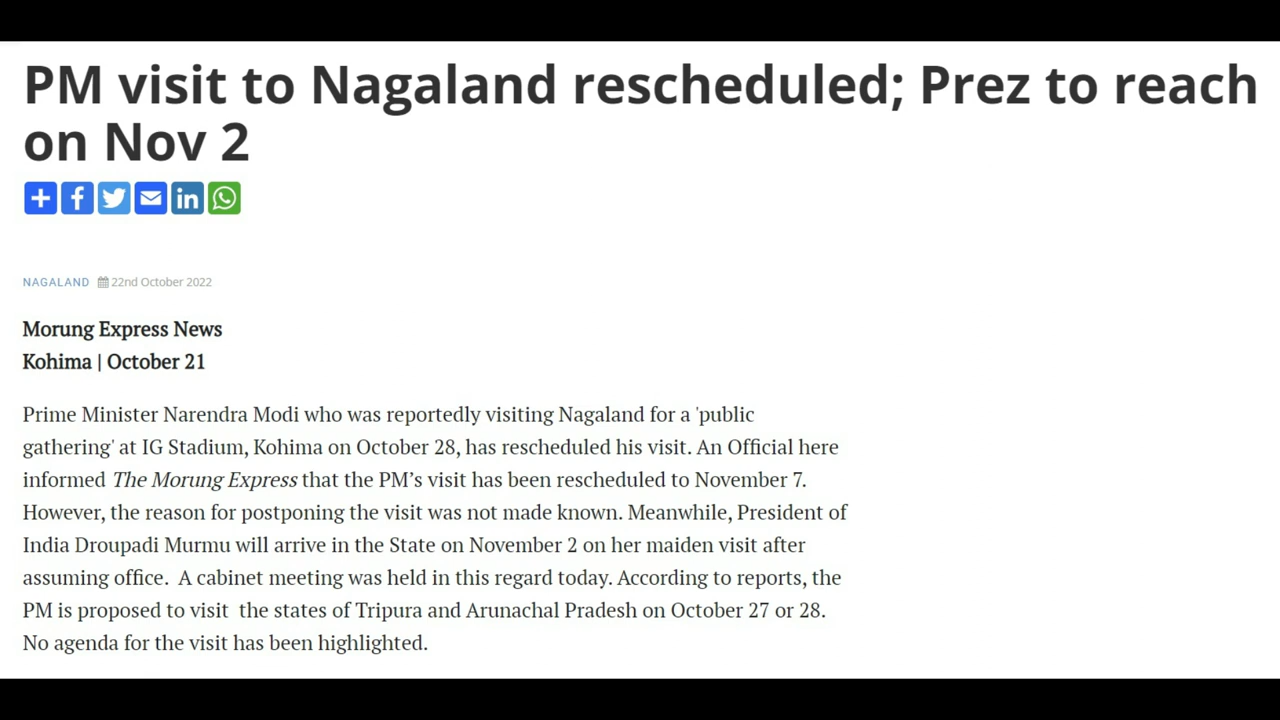 PM visit to Nagaland rescheduled; Prez to reach
on Nov 2
NAGALAND 22nd October 2022
Morung Express News
Kohima | October 21
Prime Minister Narendra Modi who was reportedly visiting Nagaland for a 'public
gathering' at IG Stadium, Kohima on October 28, has rescheduled his visit. An Official here
informed The Morung Express that the PM’s visit has been rescheduled to November 7.
However, the reason for postponing the visit was not made known. Meanwhile, President of
India Droupadi Murmu will arrive in the State on November 2 on her maiden visit after
assuming office.  A cabinet meeting was held in this regard today. According to reports, the
PM is proposed to visit  the states of Tripura and Arunachal Pradesh on October 27 or 28.
No agenda for the visit has been highlighted.